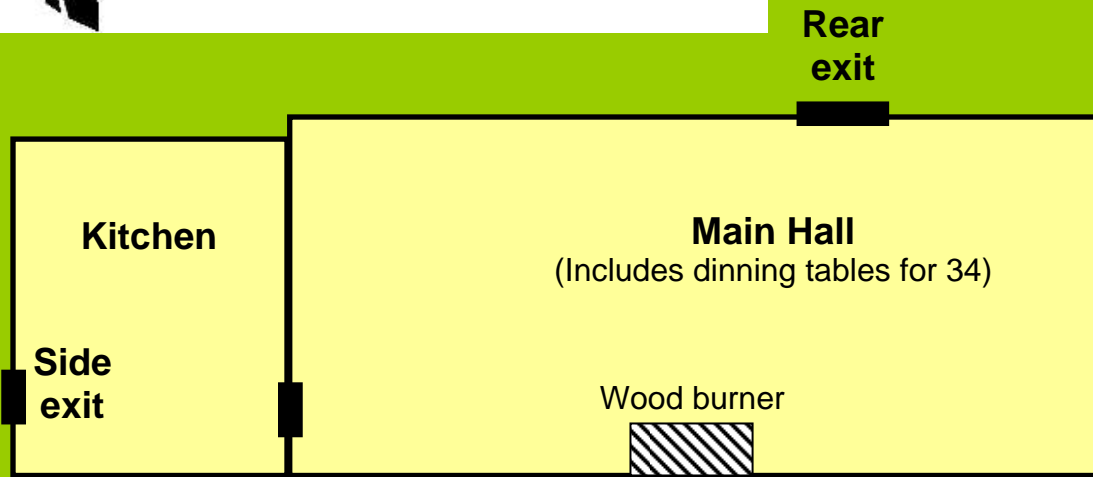 Rear
exit
Kitchen
Main Hall
(Includes dinning tables for 34)
Side
exit
Wood burner